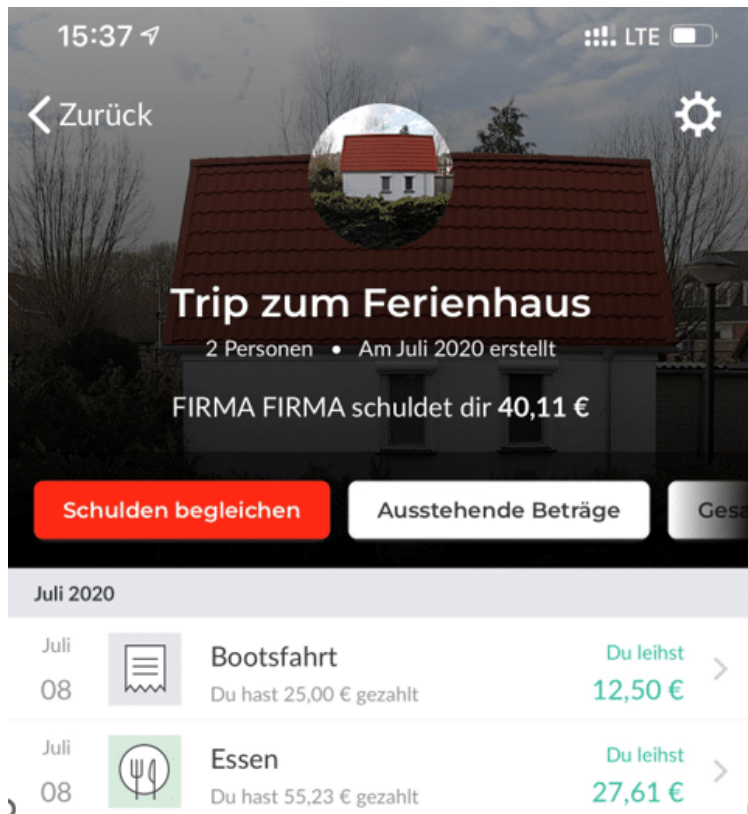 15:37
LTE
Zurück
Trip zum Ferienhaus
2 Personen • Am Juli 2020 erstellt
FIRMA FIRMA schuldet dir 40,11 €
Schulden begleichen
Ausstehende Beträge
Juli 2020
Juli
08
Bootsfahrt
Du hast 25,00 € gezahlt
Du leihst
12,50 €
Juli
08
Essen
Du hast 55,23 € gezahlt
Du leihst
27,61 €